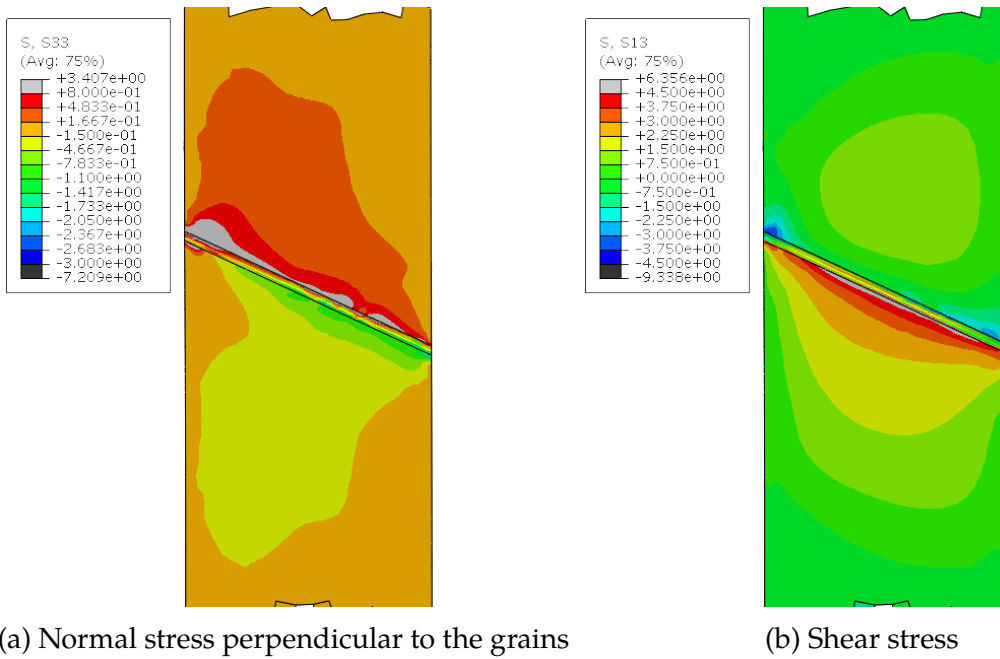 S, S33
(Avg: 75%)
+3.407e+00
+8.000e-01
+4.833e-01
+1.667e-01
-1.500e-01
-4.667e-01
-7.833e-01
-1.100e+00
-1.417e+00
-1.733e+00
-2.050e+00
-2.367e+00
-2.683e+00
-3.000e+00
-7.209e+00
S, S13
(Avg: 75%)
+6.356e+00
+4.500e+00
+3.750e+00
+3.000e+00
+2.250e+00
+1.500e+00
+7.500e-01
+0.000e+00
-7.500e-01
-1.500e+00
-2.250e+00
-3.000e+00
-3.750e+00
-4.500e+00
-9.338e+00
(a) Normal stress perpendicular to the grains
(b) Shear stress